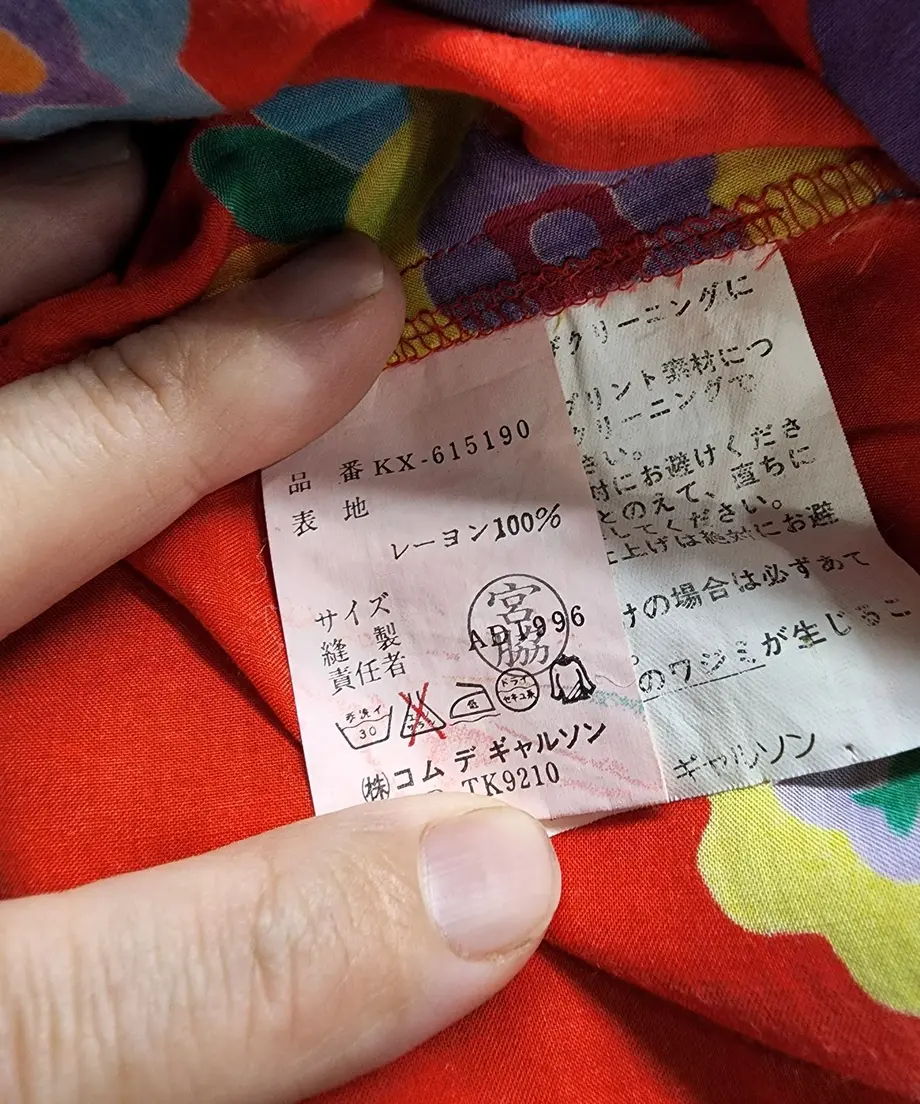 品 番 KX-615190
表 地
レーヨン100%
サイズ
縫 製
責任者
宮脇
AD1996
手洗イ
30
低
ドライ
セキユ系
㈱コム デ ギャルソン
TK9210
クリーニングに
プリント素材につ
クリーニングで
さい。
対にお避けくださ
とのえて、直ちに
してください。
上げは絶対にお避
けの場合は必ずあて
のワジミが生じるこ
。
ギャルソン